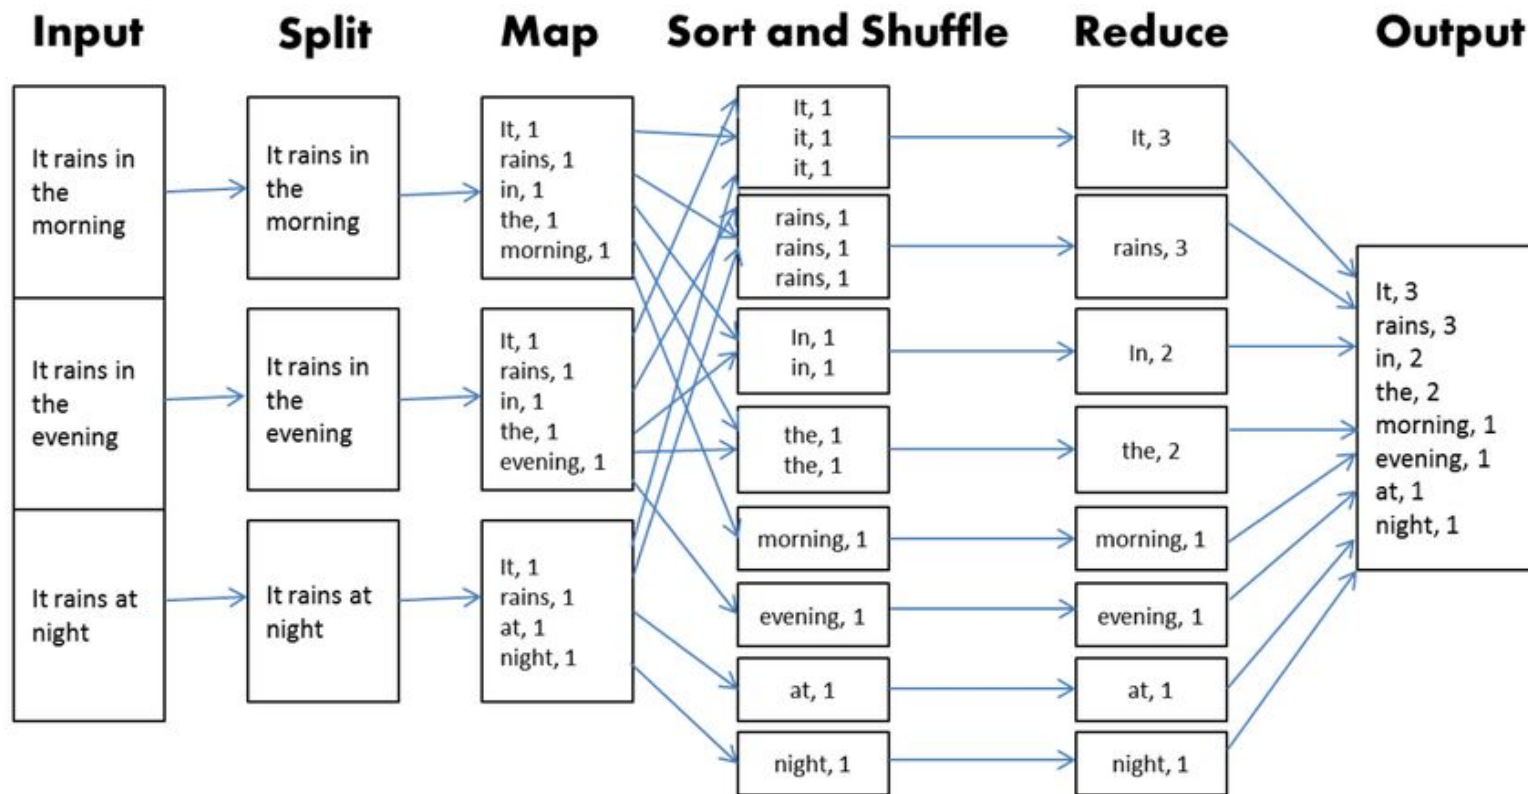 Input
Split
Map
Sort and Shuffle
Reduce
Output
It rains in
the
morning
It rains in
the
evening
It rains at
night
It rains in
the
morning
It rains in
the
evening
It rains at
night
It, 1
rains, 1
in, 1
the, 1
morning, 1
It, 1
rains, 1
in, 1
the, 1
evening, 1
It, 1
rains, 1
at, 1
night, 1
It, 1
it, 1
it, 1
rains, 1
rains, 1
rains, 1
In, 1
in, 1
the, 1
the, 1
morning, 1
evening, 1
at, 1
night, 1
It, 3
rains, 3
In, 2
the, 2
morning, 1
evening, 1
at, 1
night, 1
It, 3
rains, 3
in, 2
the, 2
morning, 1
evening, 1
at, 1
night, 1